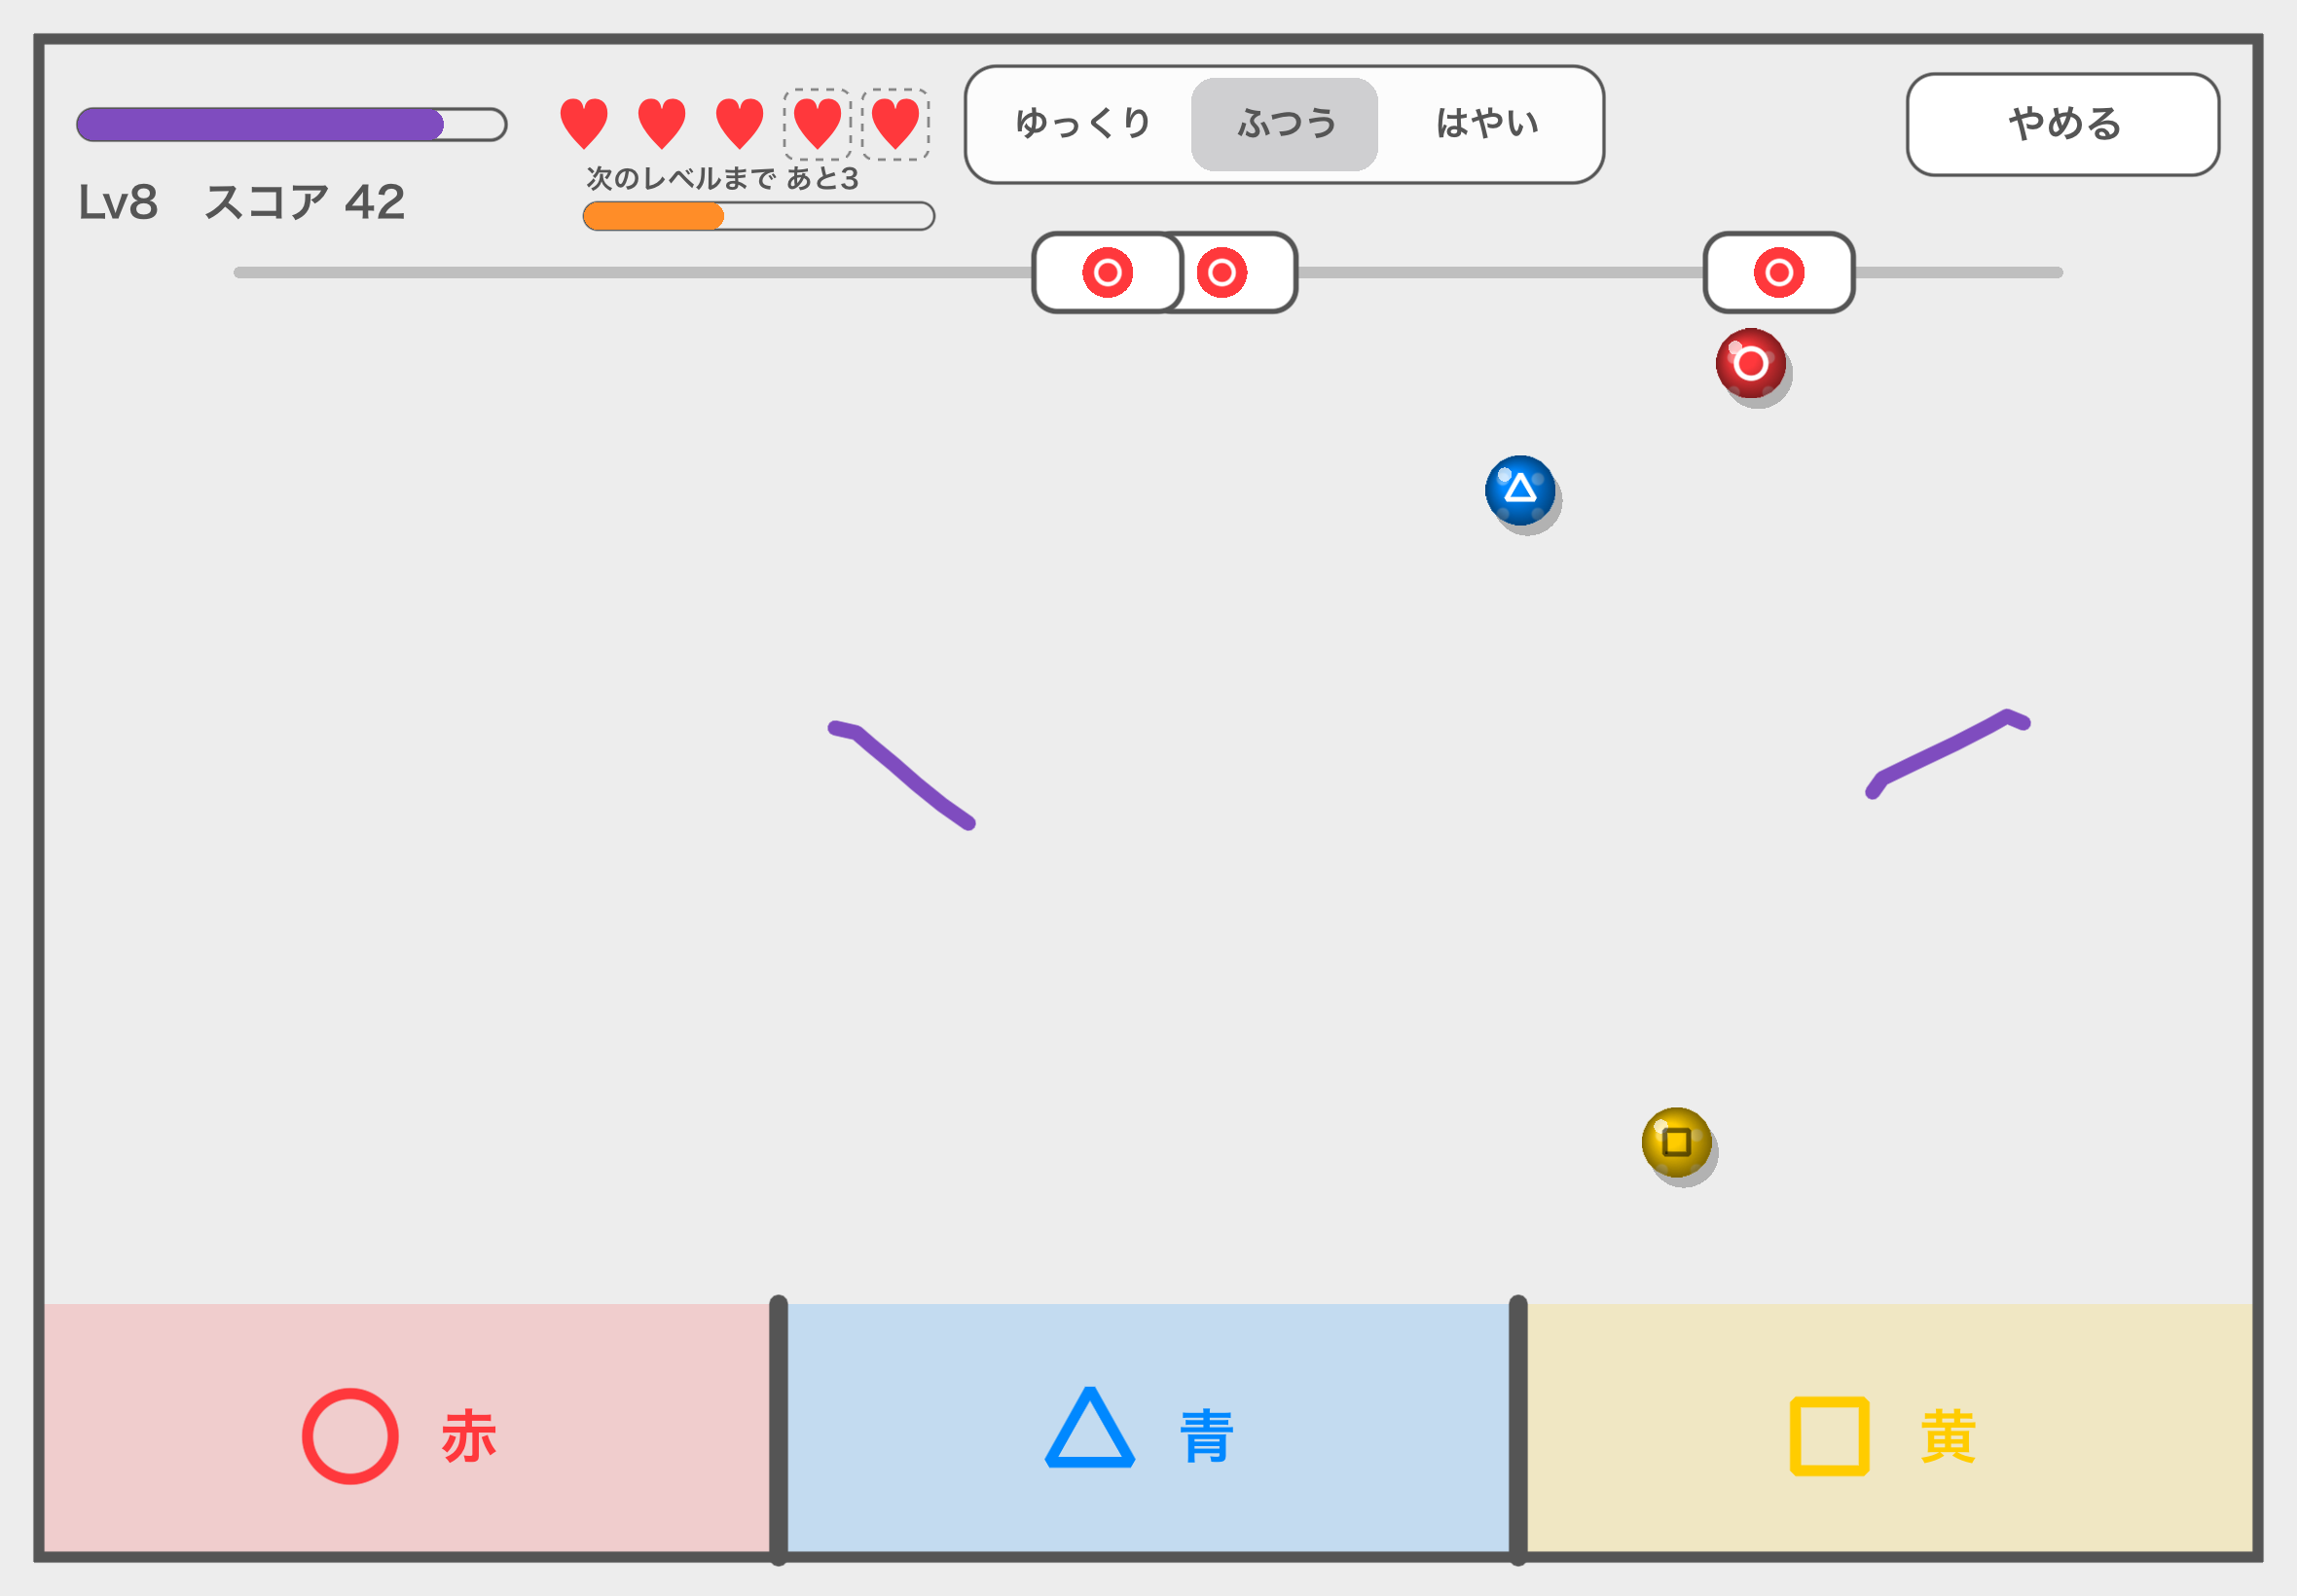 ゆっくり ふつう はやい
やめる
Lv8 スコア 42
次のレベルまで あと3
赤
青
黄